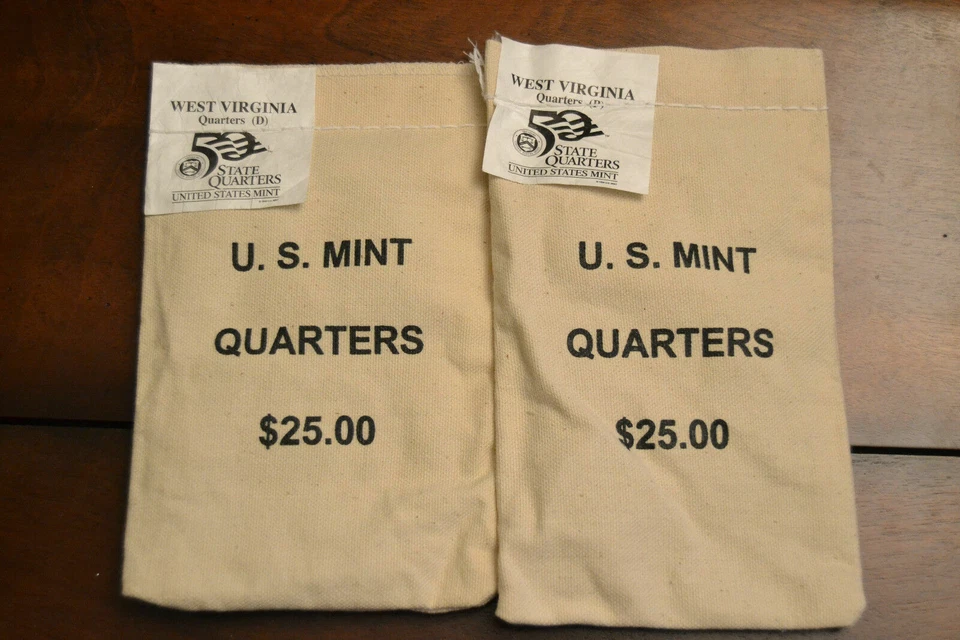 WEST VIRGINIA
Quarters (D)
50
STATE
QUARTERS
UNITED STATES MINT
U. S. MINT
QUARTERS
$25.00
WEST VIRGINIA
Quarters
50
STATE
QUARTERS
UNITED STATES MINT
U. S. MINT
QUARTERS
$25.00